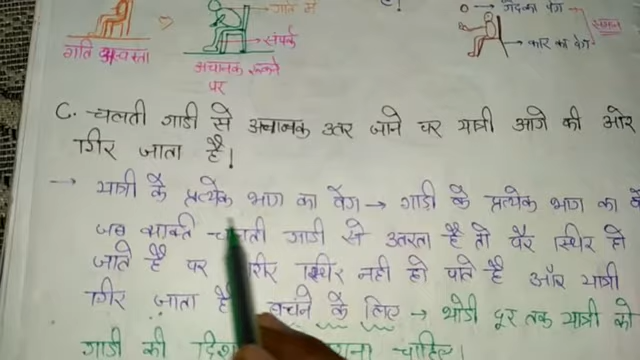 गति में
गति अवस्था
संपर्क
अचानक रुकने
पर
गेंद का वेग
समान
कार का वेग
C. चलती गाडी से अचानक उतर जाने पर यात्री आगे की ओर
गिर जाता है।
→ यात्री के प्रत्येक भाग का वेग → गाडी के प्रत्येक भाग का वे
जब व्यक्ति चलती गाडी से उतरता है तो पैर स्थिर हो
जाते है पर शरीर स्थिर नही हो पाते है और यात्री
गिर जाता है बचने के लिए → थोडी दूर तक यात्री को
गाडी की दिशा चाहिए।